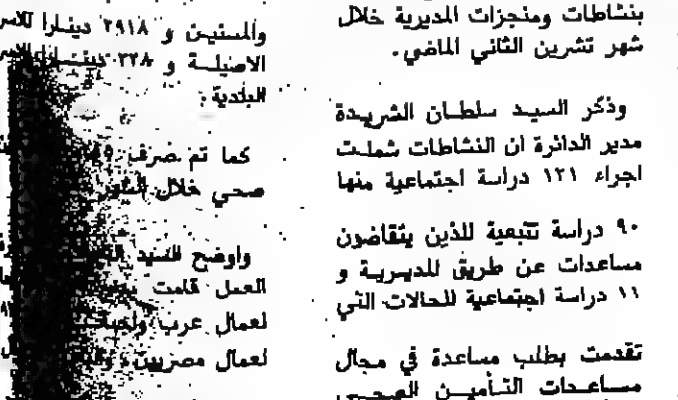 بنشاطات ومنجزات المديرية خلال
شهر تشرين الثاني الماضي.
وذكر السيد سلطان الشريدة
مدير الدائرة ان النشاطات شملت
اجراء ١٢١ دراسة اجتماعية منها
٩٠ دراسة تتبعية للذين يتقاضون
مساعدات عن طريق المديرية و
١١ دراسة اجتماعية للحالات التي
تقدمت بطلب مساعدة في مجال
مساعدات التأمين الصحي
والمسنين و ٢٩١٨ دينارا للاسر
الاصيلة و ٢٢٨
البلدية.
كما تم صرف
صحي خلال
واوضح السيد
العمل قامت
لعمال عرب
لعمال مصريين